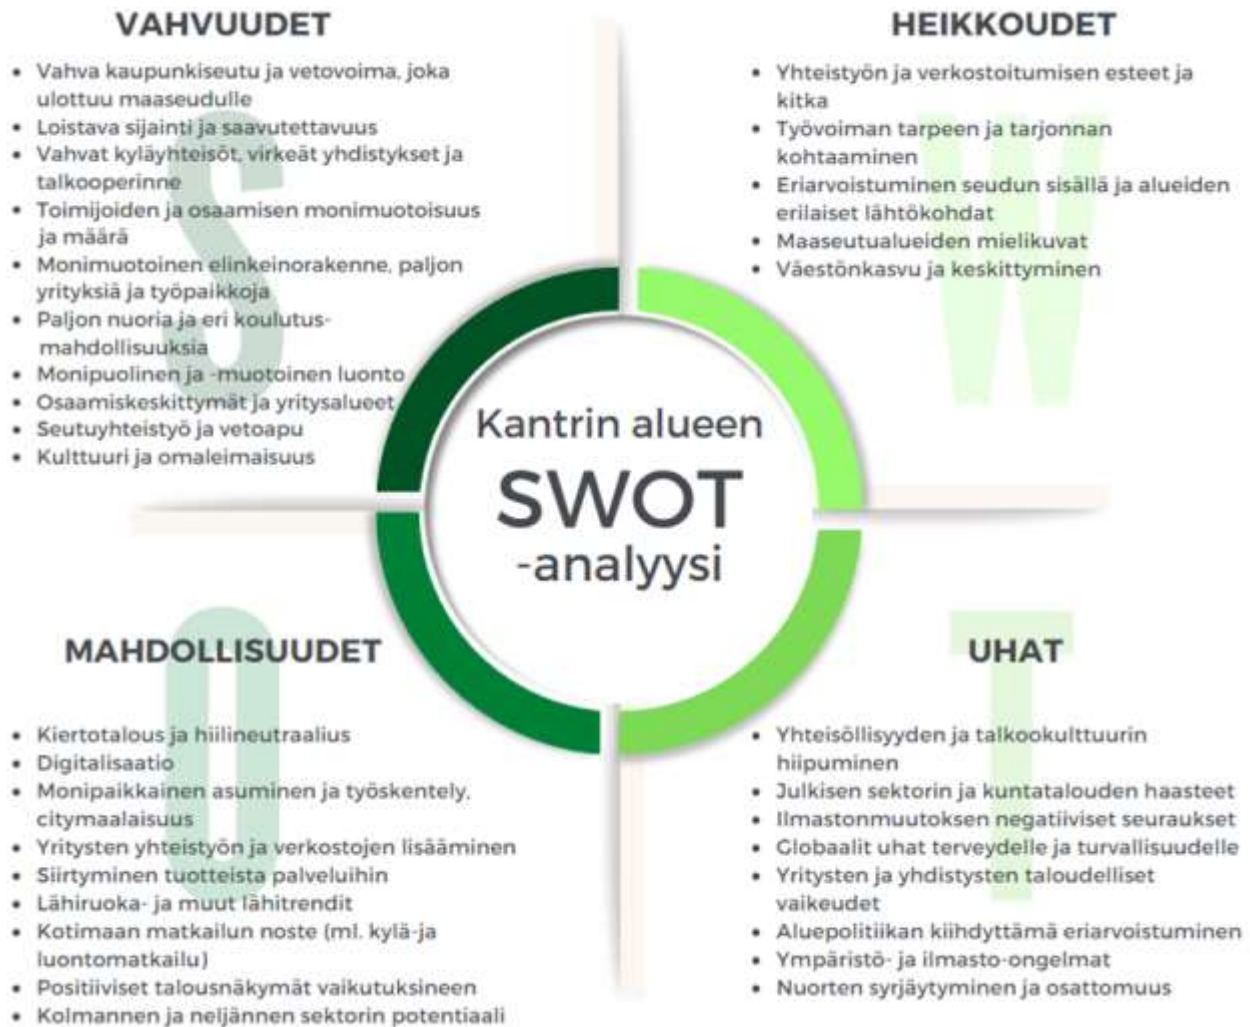 VAHVUUDET
• Vahva kaupunkiseutu ja vetovoima, joka
ulottuu maaseudulle
• Loistava sijainti ja saavutettavuus
• Vahvat kyläyhteisöt, virkeät yhdistykset ja
talkooperinne
• Toimijoiden ja osaamisen monimuotoisuus
ja määrä
• Monimuotoinen elinkeinorakenne, paljon
yrityksiä ja työpaikkoja
• Paljon nuoria ja eri koulutus-
mahdollisuuksia
• Monipuolinen ja -muotoinen luonto
• Osaamiskeskittymät ja yritysalueet
• Seutuyhteistyö ja vetoapu
• Kulttuuri ja omaleimaisuus
S
HEIKKOUDET
• Yhteistyön ja verkostoitumisen esteet ja
kitka
• Työvoiman tarpeen ja tarjonnan
kohtaaminen
• Eriarvoistuminen seudun sisällä ja alueiden
erilaiset lähtökohdat
• Maaseutualueiden mielikuvat
• Väestönkasvu ja keskittyminen
W
Kantrin alueen
SWOT
-analyysi
MAHDOLLISUUDET
• Kiertotalous ja hiilineutraalius
• Digitalisaatio
• Monipaikkainen asuminen ja työskentely,
citymaalaisuus
• Yritysten yhteistyön ja verkostojen lisääminen
• Siirtyminen tuotteista palveluihin
• Lähiruoka- ja muut lähitrendit
• Kotimaan matkailun noste (ml. kylä-ja
luontomatkailu)
• Positiiviset talousnäkymät vaikutuksineen
• Kolmannen ja neljännen sektorin potentiaali
O
UHAT
• Yhteisöllisyyden ja talkookulttuurin
hiipuminen
• Julkisen sektorin ja kuntatalouden haasteet
• Ilmastonmuutoksen negatiiviset seuraukset
• Globaalit uhat terveydelle ja turvallisuudelle
• Yritysten ja yhdistysten taloudelliset
vaikeudet
• Aluepolitiikan kiihdyttämä eriarvoistuminen
• Ympäristö- ja ilmasto-ongelmat
• Nuorten syrjäytyminen ja osattomuus
T